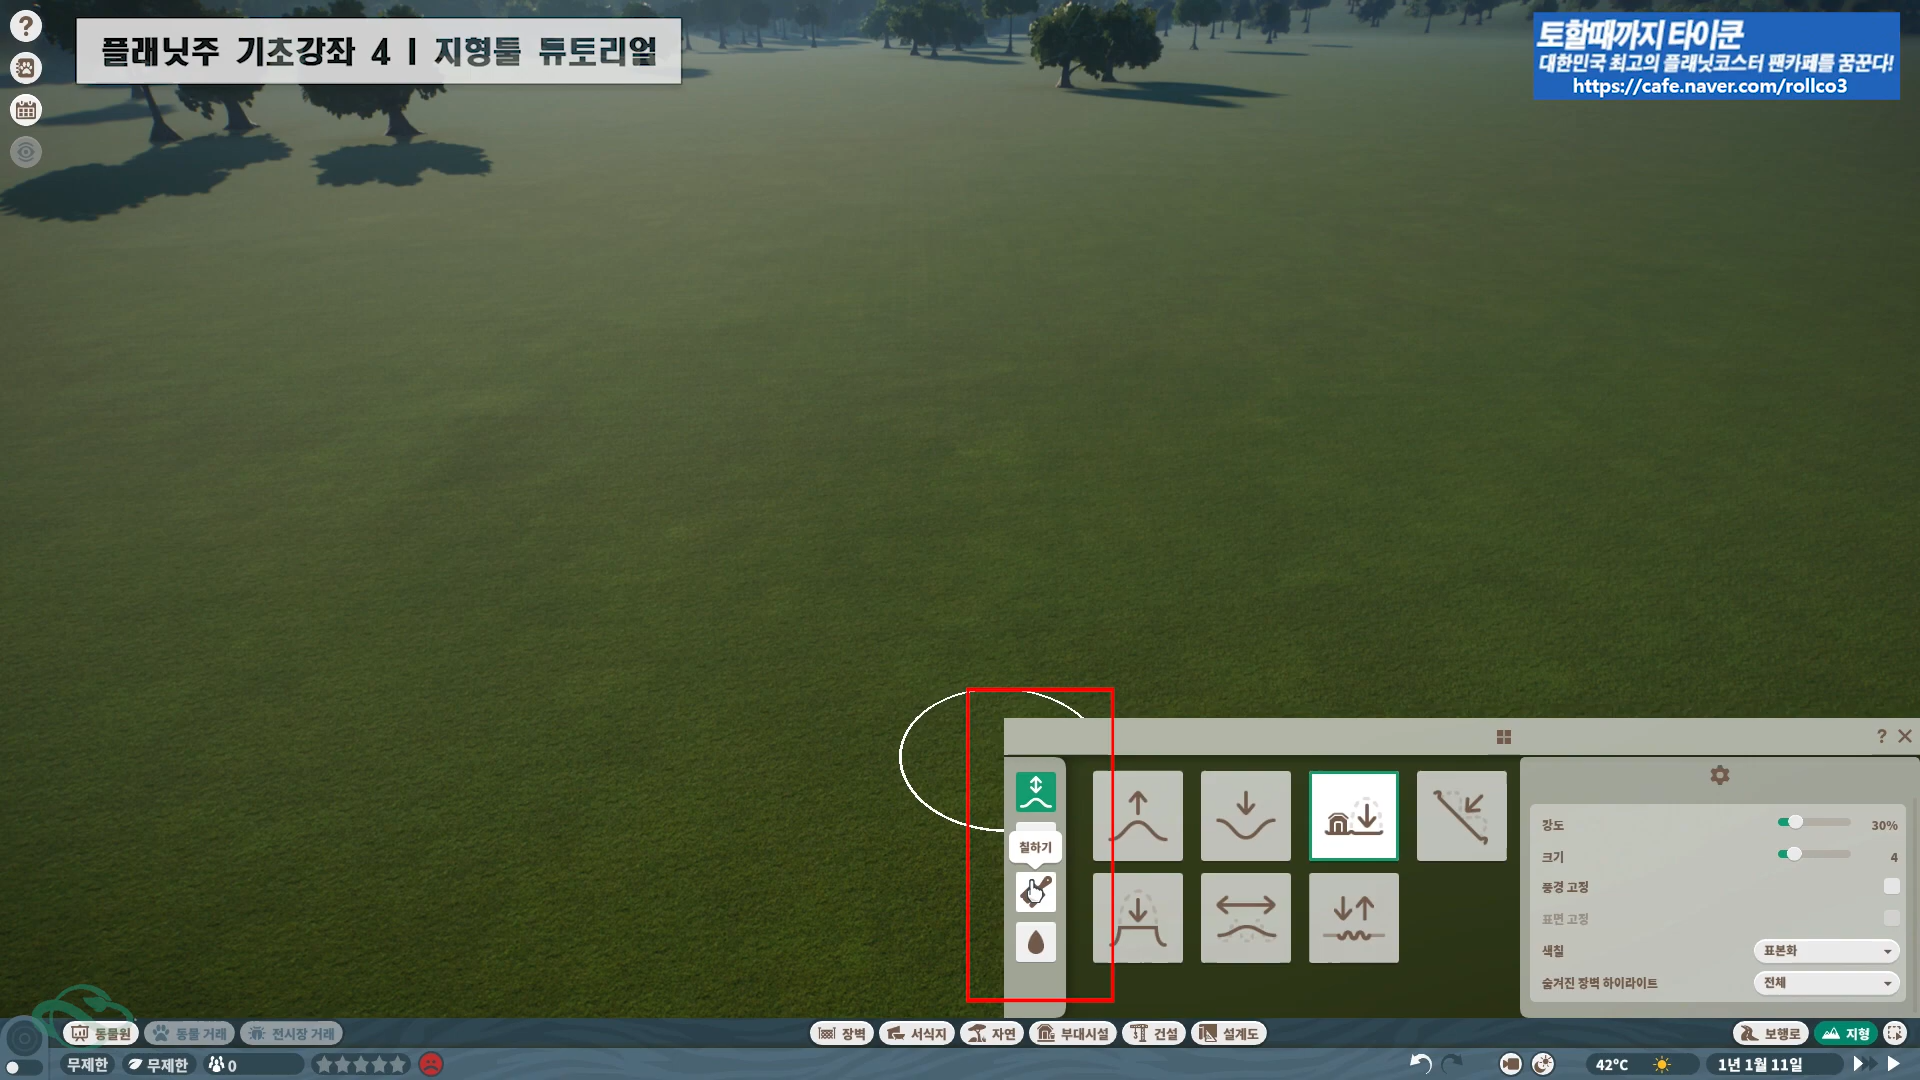 플래닛주 기초강좌 4 | 지형툴 튜토리얼
토할때까지 타이쿤
대한민국 최고의 플래닛코스터 팬카페를 꿈꾼다!
https://cafe.naver.com/rollco3
?
?
칠하기
강도 30%
크기 4
풍경 고정
표면 고정
색칠 표본화
숨겨진 장벽 하이라이트 전체
동물원 동물 거래 전시장 거래 장벽 서식지 자연 부대시설 건설 설계도 보행로 지형
무제한 무제한 0 42°C 1년 1월 11일